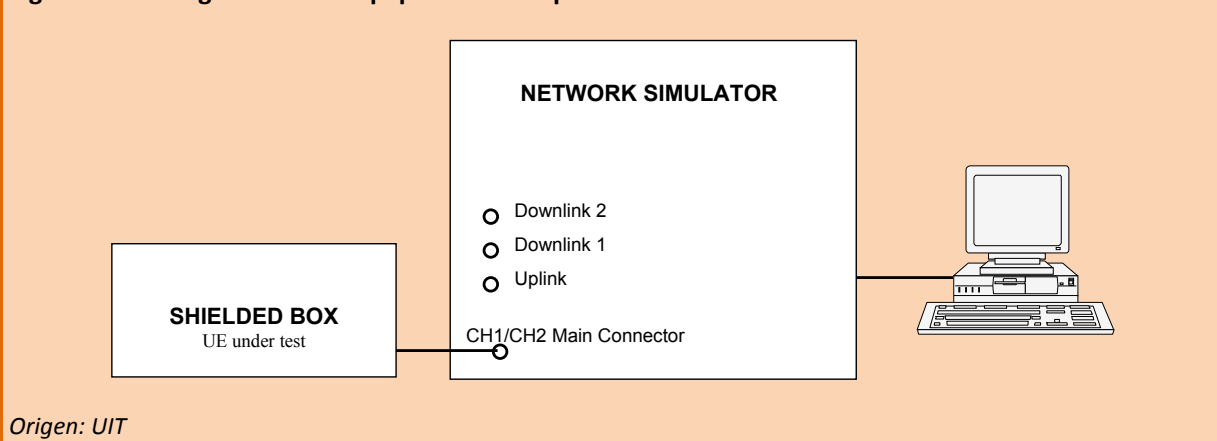 NETWORK SIMULATOR
Downlink 2
Downlink 1
Uplink
SHIELDED BOX
UE under test
CH1/CH2 Main Connector
Origen: UIT